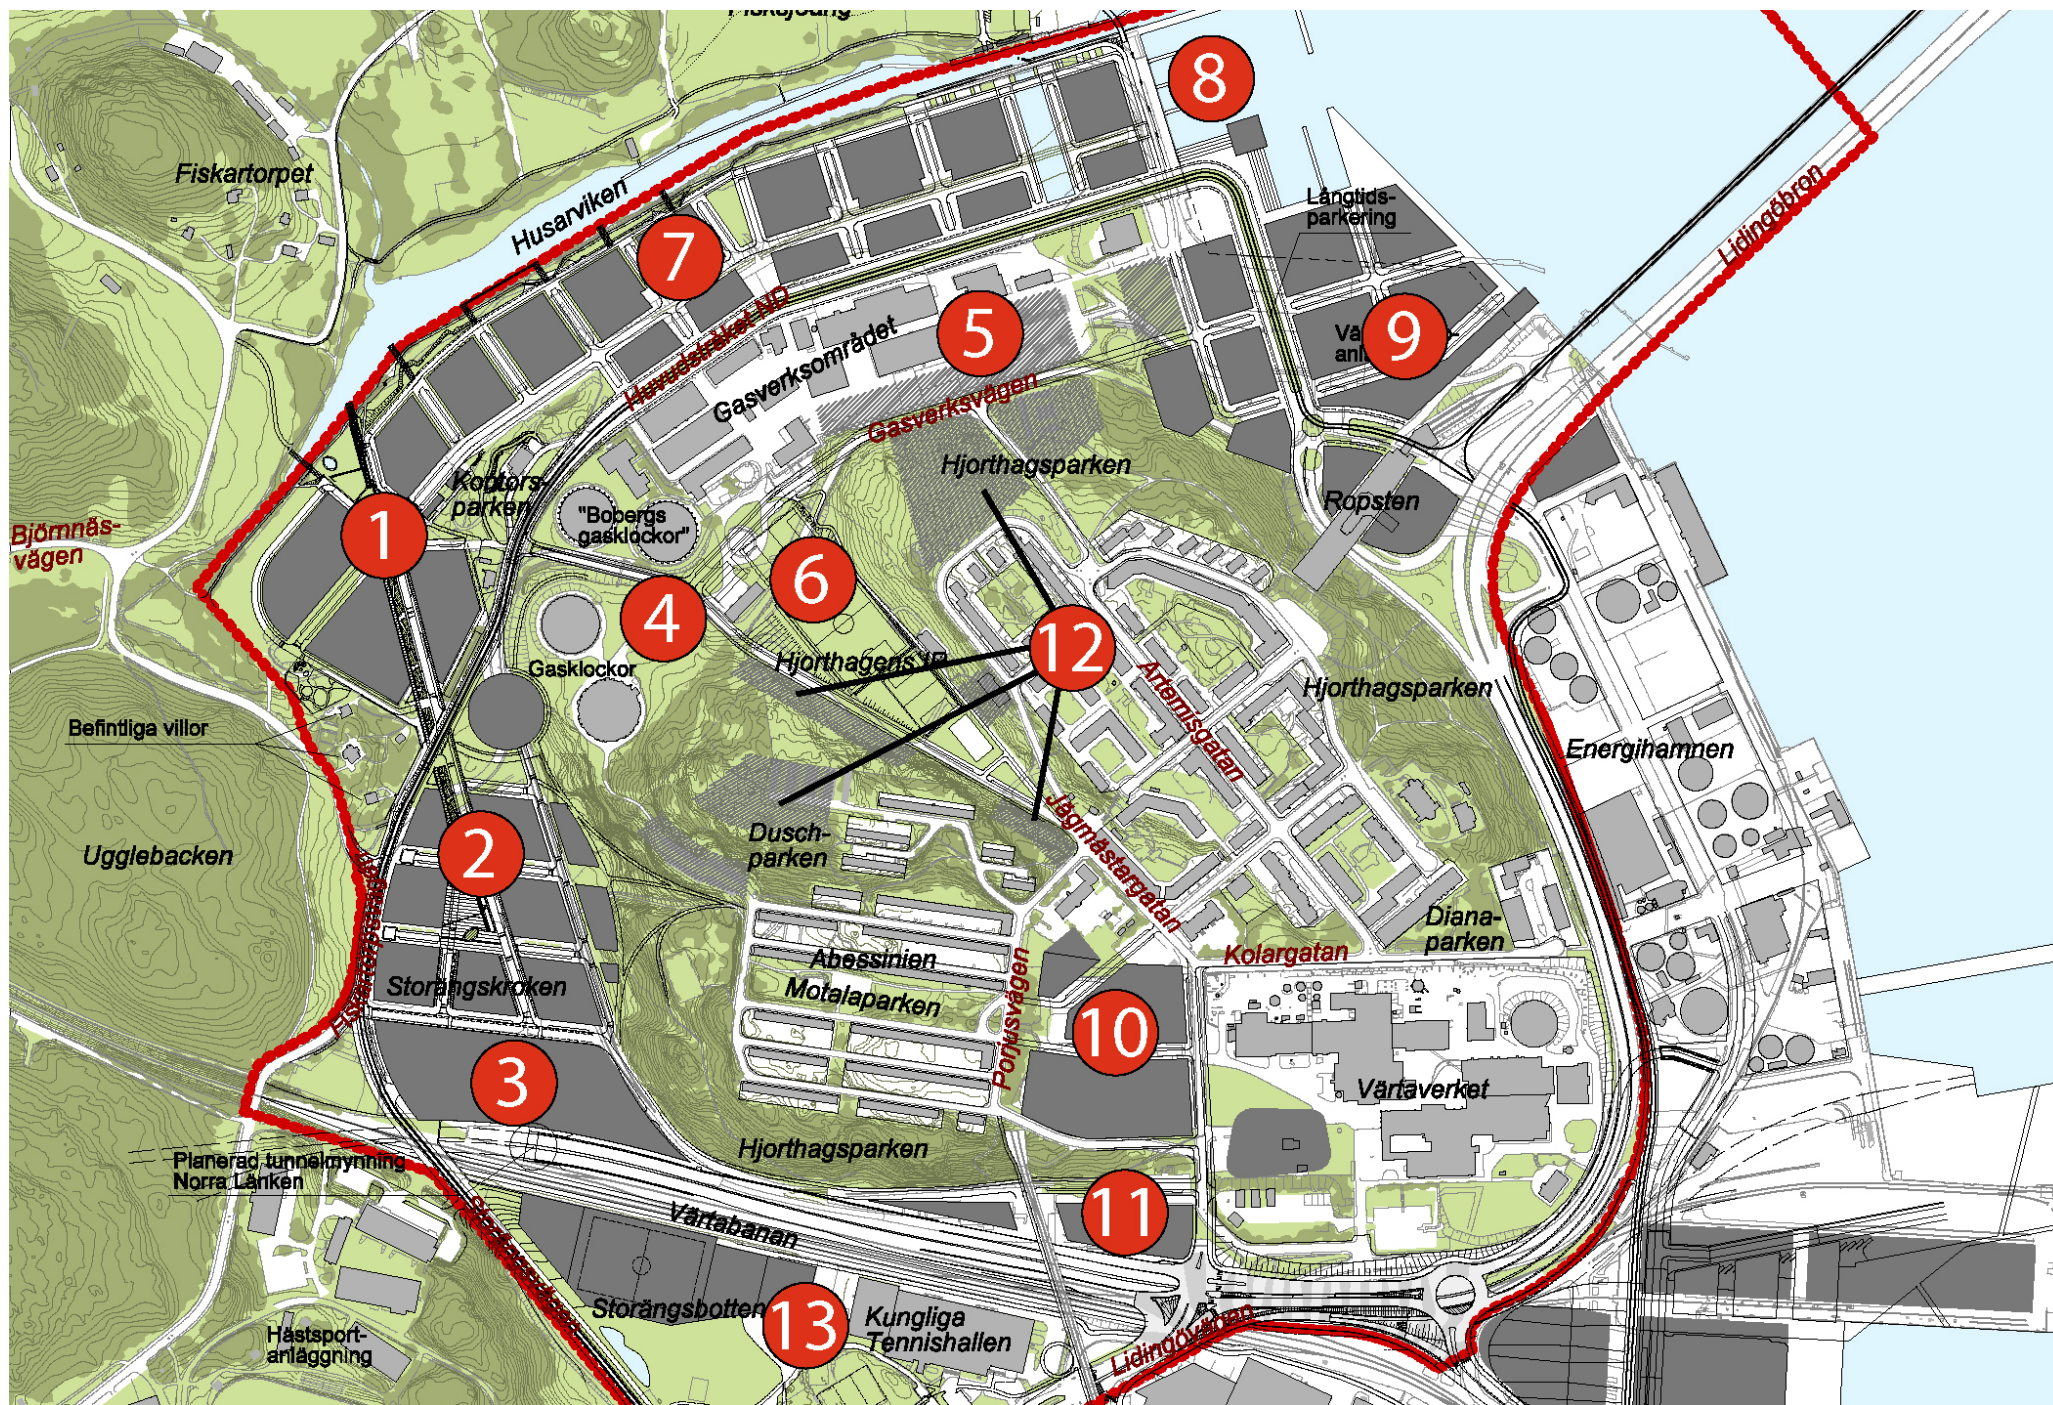 Fisksjöäng
8
Fiskartorpet
Husarviken
Långtids-
parkering
Lidingöbron
7
Huvudstråket ND
5
Gasverksområdet
9
Gasverksvägen
Hjorthagsparken
Kontors-
parken
Ropsten
"Bobergs
gasklockor"
Björnnäs-
vägen
1
6
4
12
Hjorthagens IP
Gasklockor
Artemisgatan
Hjorthagsparken
Befintliga villor
Energihamnen
Jägmästargatan
2
Dusch-
parken
Ugglebacken
Fiskartorpsvägen
Diana-
parken
Kolargatan
Abessinien
Motalaparken
Storängskroken
Porjusvägen
10
3
Värtaverket
Hjorthagsparken
Planerad tunnelmynning
Norra Länken
11
Värtabanan
Storängsbotten
13
Kungliga
Tennishallen
Lidingövägen
Hästsport-
anläggning